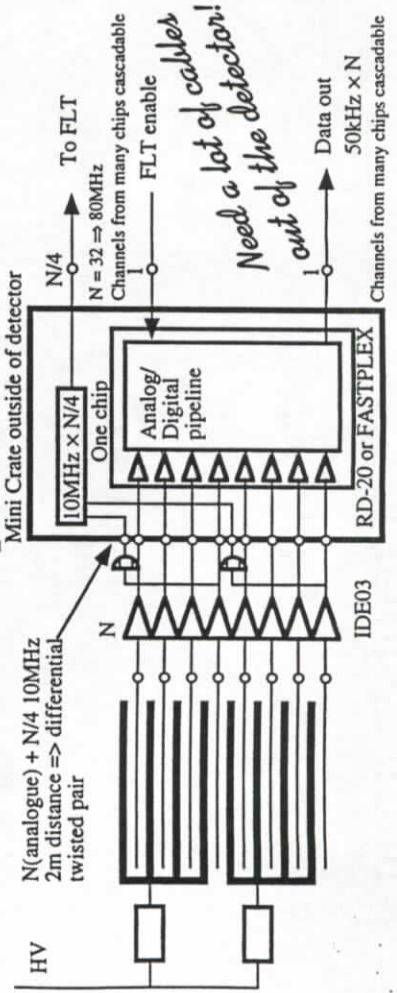 Mini Crate outside of detector
N(analogue) + N/4 10MHz
2m distance => differential
twisted pair
HV
N
IDE03
10MHz × N/4
One chip
Analog/
Digital
pipeline
RD-20 or FASTPLEX
N/4
To FLT
N = 32 ⇒ 80MHz
Channels from many chips cascadable
1
FLT enable
Need a lot of cables
out of the detector!
1
Data out
50kHz × N
Channels from many chips cascadable